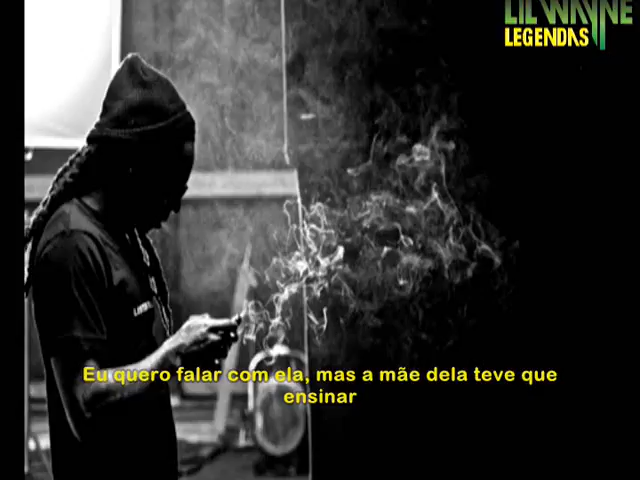 LIL WAYNE
LEGENDAS
Eu quero falar com ela, mas a mãe dela teve que
ensinar